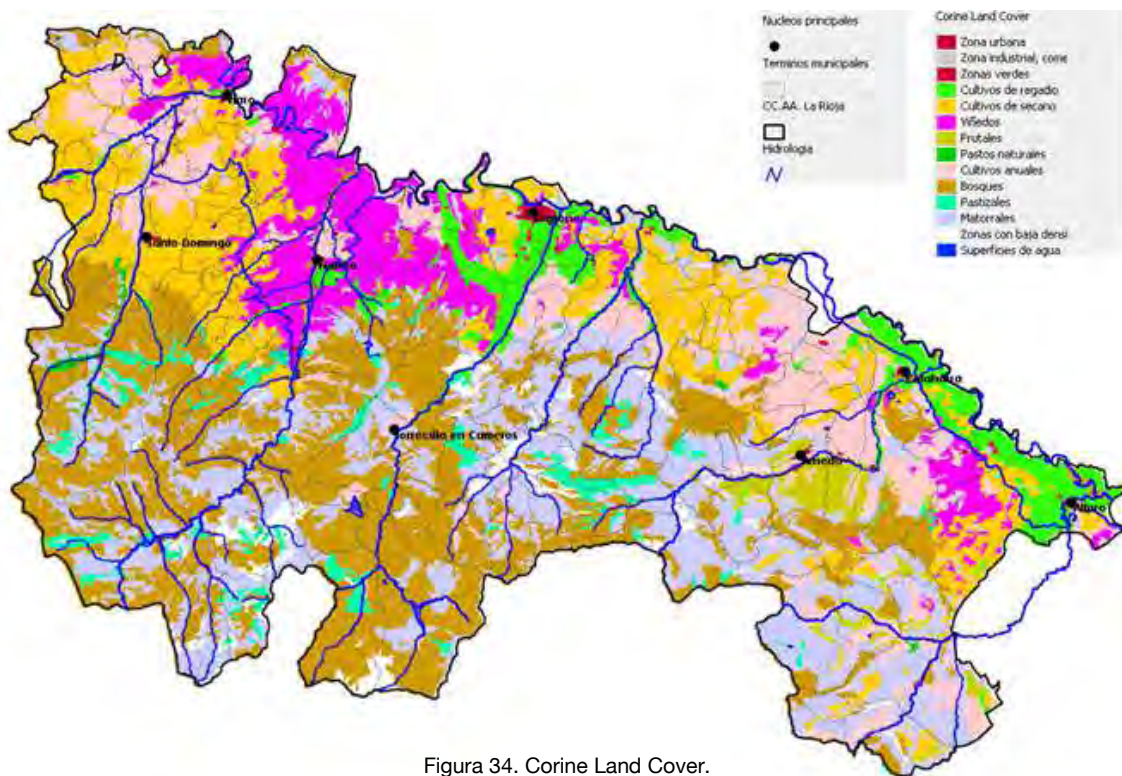 Nucleos principales
Terminos municipales
CC.AA. La Rioja
Hidrologia
Corine Land Cover
Zona urbana
Zona industrial, come
Zonas verdes
Cultivos de regadio
Cultivos de secano
Viñedos
Frutales
Pastos naturales
Cultivos anuales
Bosques
Pastizales
Matorrales
Zonas con baja densi
Superficies de agua
Haro
Santo Domingo
Calahorra
Torrecilla en Cameros
Arnedo
Alfaro
Figura 34. Corine Land Cover.